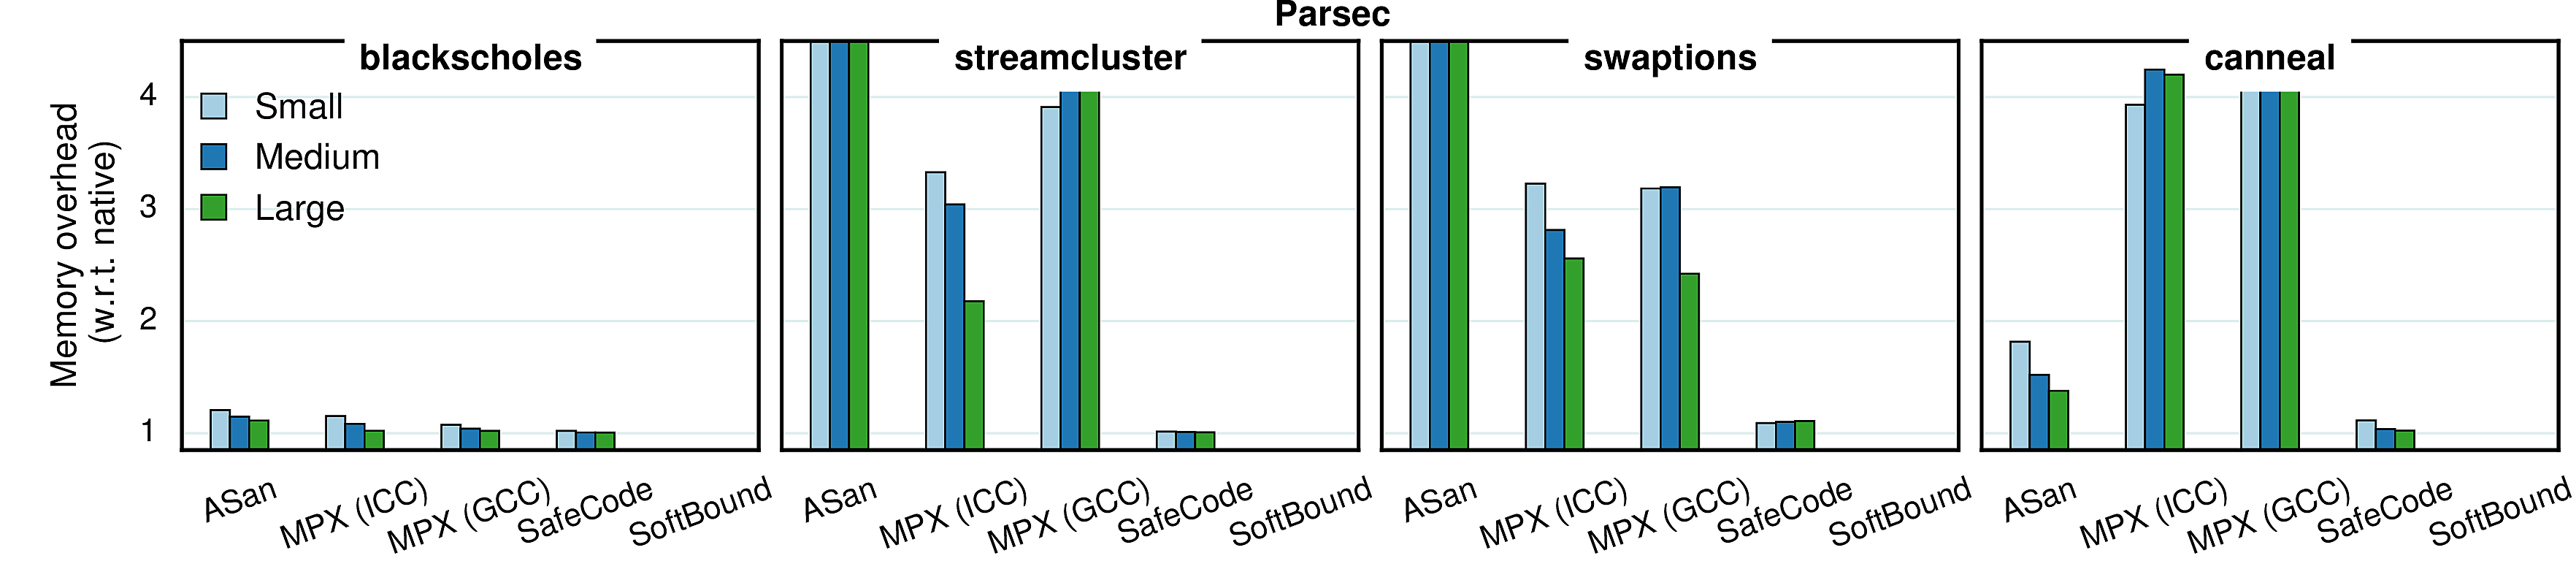 Parsec
blackscholes
streamcluster
swaptions
canneal
Memory overhead
(w.r.t. native)
4
3
2
1
Small
Medium
Large
ASan
MPX (ICC)
MPX (GCC)
SafeCode
SoftBound
ASan
MPX (ICC)
MPX (GCC)
SafeCode
SoftBound
ASan
MPX (ICC)
MPX (GCC)
SafeCode
SoftBound
ASan
MPX (ICC)
MPX (GCC)
SafeCode
SoftBound